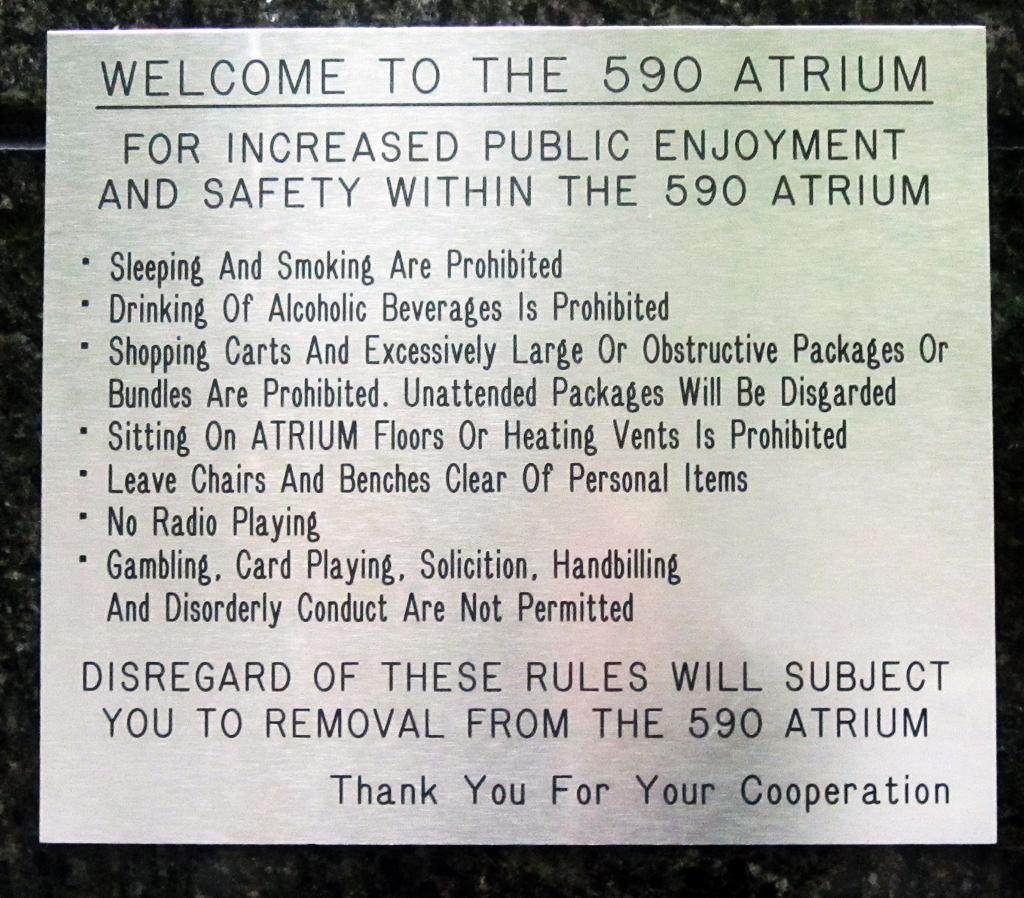 WELCOME TO THE 590 ATRIUM
FOR INCREASED PUBLIC ENJOYMENT
AND SAFETY WITHIN THE 590 ATRIUM
· Sleeping And Smoking Are Prohibited
· Drinking Of Alcoholic Beverages Is Prohibited
· Shopping Carts And Excessively Large Or Obstructive Packages Or
Bundles Are Prohibited. Unattended Packages Will Be Disgarded
· Sitting On ATRIUM Floors Or Heating Vents Is Prohibited
· Leave Chairs And Benches Clear Of Personal Items
· No Radio Playing
· Gambling, Card Playing, Solicition, Handbilling
And Disorderly Conduct Are Not Permitted
DISREGARD OF THESE RULES WILL SUBJECT
YOU TO REMOVAL FROM THE 590 ATRIUM
Thank You For Your Cooperation